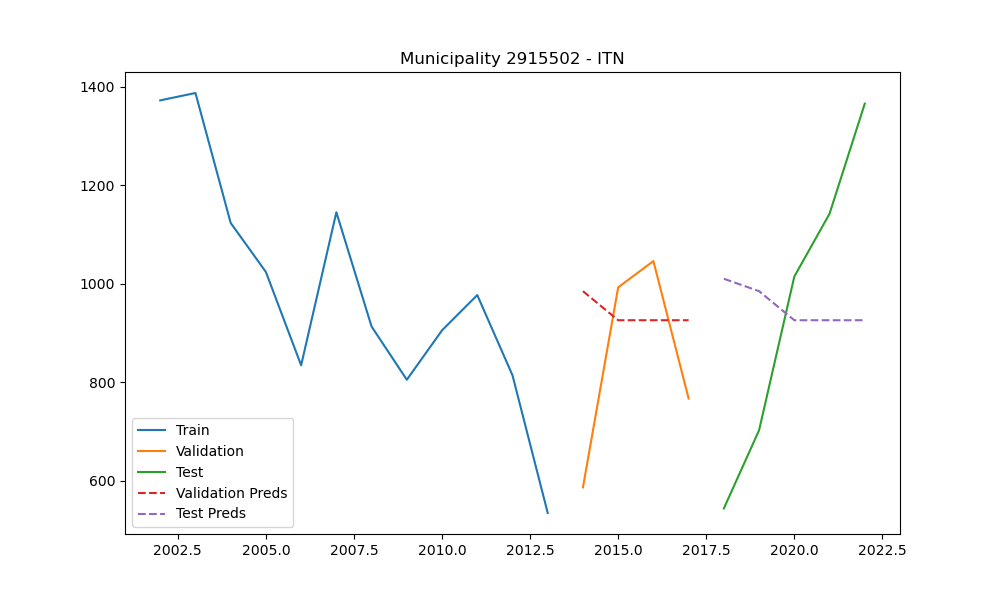 Municipality 2915502 - ITN
1400
1200
1000
800
600
Train
Validation
Test
Validation Preds
Test Preds
2002.5 2005.0 2007.5 2010.0 2012.5 2015.0 2017.5 2020.0 2022.5